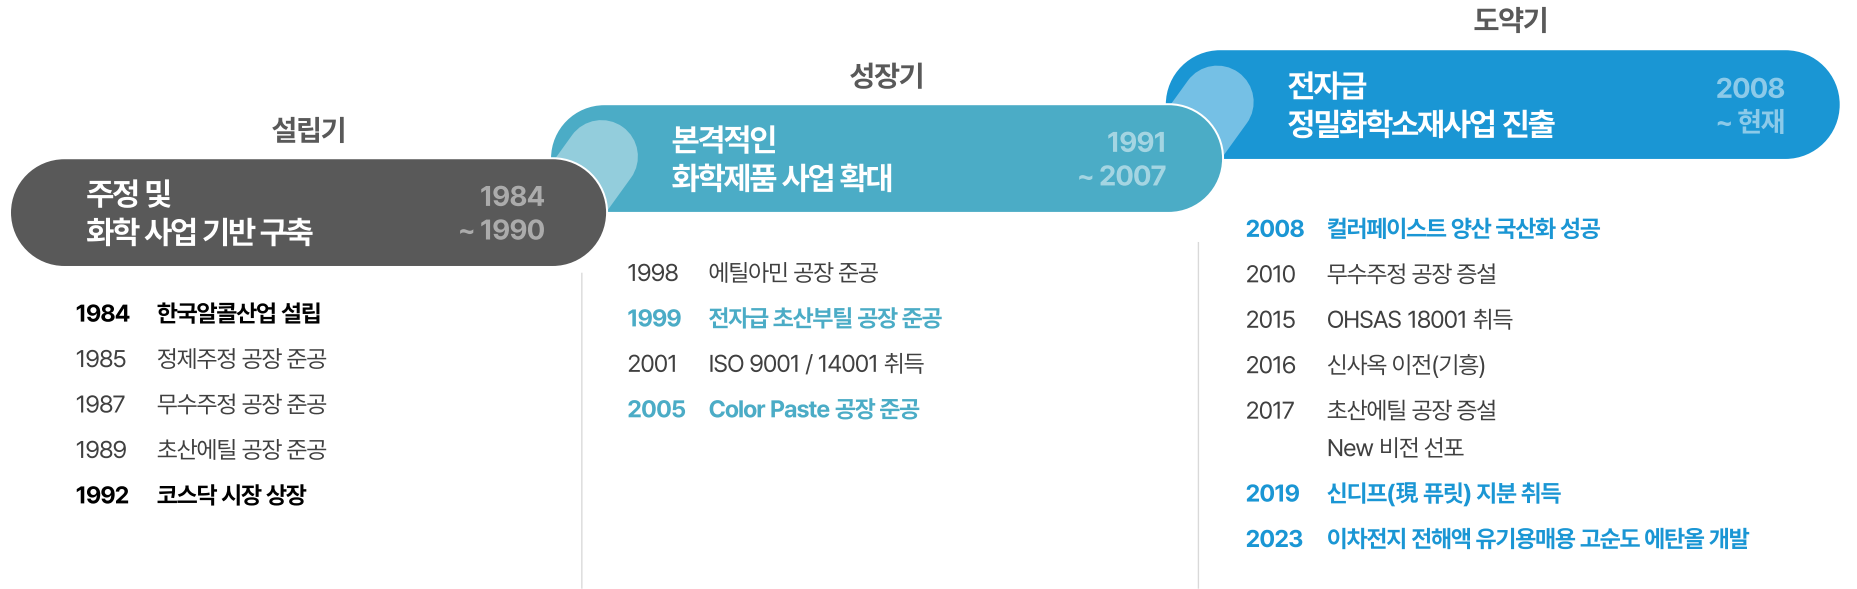 설립기
주정 및
화학 사업 기반 구축
1984
~ 1990
1984 한국알콜산업 설립
1985 정제주정 공장 준공
1987 무수주정 공장 준공
1989 초산에틸 공장 준공
1992 코스닥 시장 상장
성장기
본격적인
화학제품 사업 확대
1991
~ 2007
1998 에틸아민 공장 준공
1999 전자급 초산부틸 공장 준공
2001 ISO 9001 / 14001 취득
2005 Color Paste 공장 준공
도약기
전자급
정밀화학소재사업 진출
2008
~ 현재
2008 컬러페이스트 양산 국산화 성공
2010 무수주정 공장 증설
2015 OHSAS 18001 취득
2016 신사옥 이전(기흥)
2017 초산에틸 공장 증설
New 비전 선포
2019 신디프(現 퓨릿) 지분 취득
2023 이차전지 전해액 유기용매용 고순도 에탄올 개발